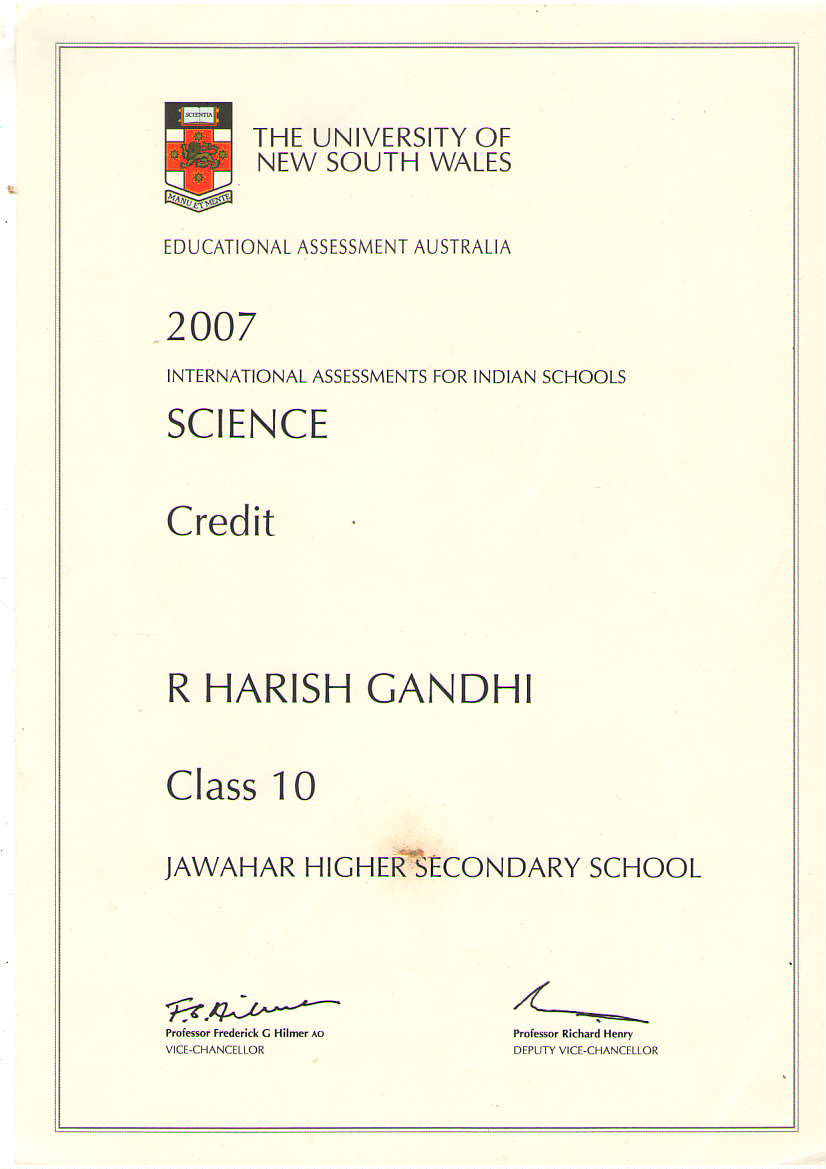 SCIENTIA
MANU ET MENTE
THE UNIVERSITY OF
NEW SOUTH WALES
EDUCATIONAL ASSESSMENT AUSTRALIA
2007
INTERNATIONAL ASSESSMENTS FOR INDIAN SCHOOLS
SCIENCE
Credit
R HARISH GANDHI
Class 10
JAWAHAR HIGHER SECONDARY SCHOOL
F.G.Hilmer
Professor Frederick G Hilmer AO
VICE-CHANCELLOR
Professor Richard Henry
DEPUTY VICE-CHANCELLOR